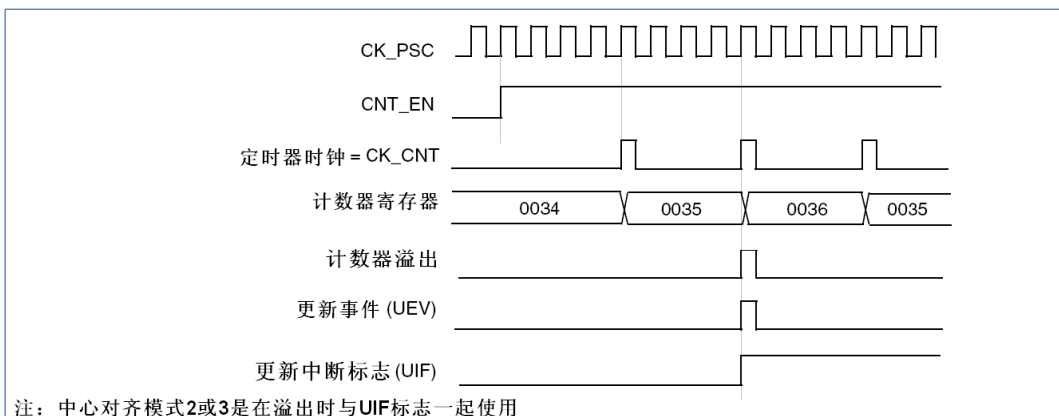 CK_PSC
CNT_EN
定时器时钟 = CK_CNT
计数器寄存器 0034 0035 0036 0035
计数器溢出
更新事件 (UEV)
更新中断标志 (UIF)
注：中心对齐模式2或3是在溢出时与UIF标志一起使用